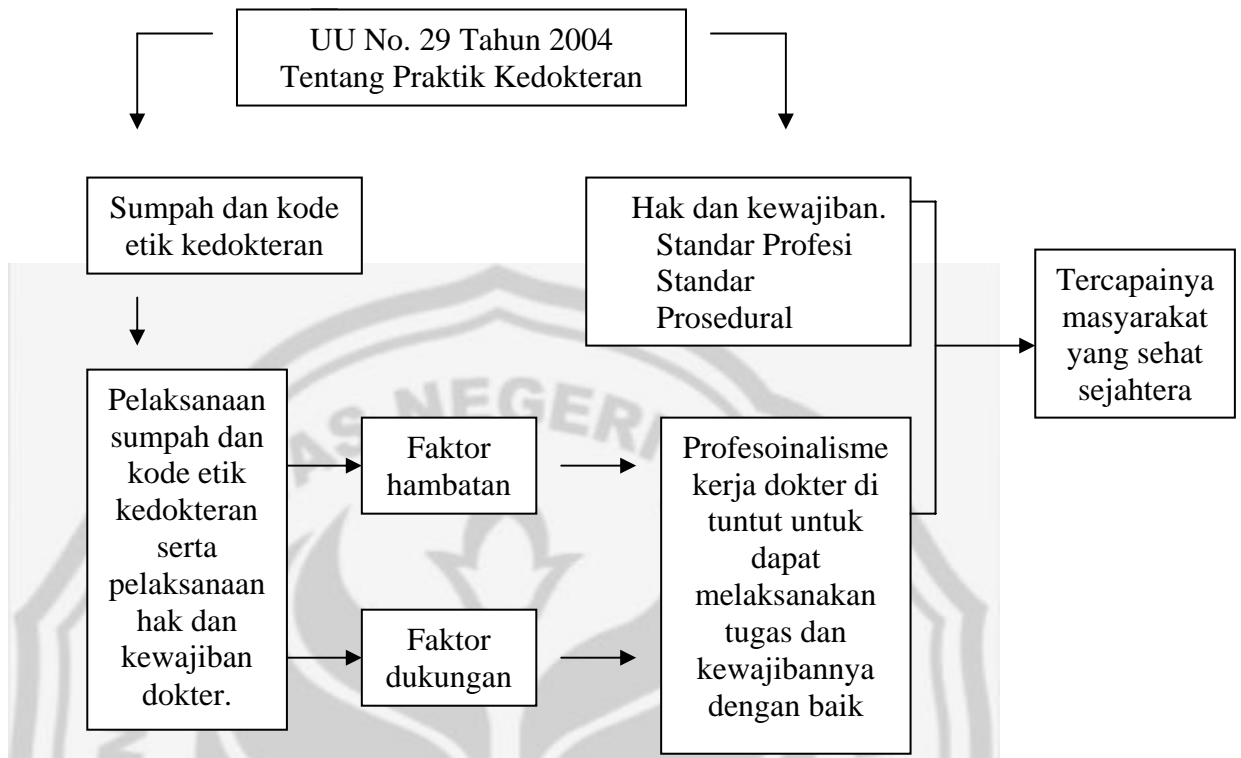 UU No. 29 Tahun 2004
Tentang Praktik Kedokteran
Sumpah dan kode
etik kedokteran
Hak dan kewajiban.
Standar Profesi
Standar
Prosedural
Tercapainya
masyarakat
yang sehat
sejahtera
Pelaksanaan
sumpah dan
kode etik
kedokteran
serta
pelaksanaan
hak dan
kewajiban
dokter.
Faktor
hambatan
Faktor
dukungan
Profesoinalisme
kerja dokter di
tuntut untuk
dapat
melaksanakan
tugas dan
kewajibannya
dengan baik
NEGERI